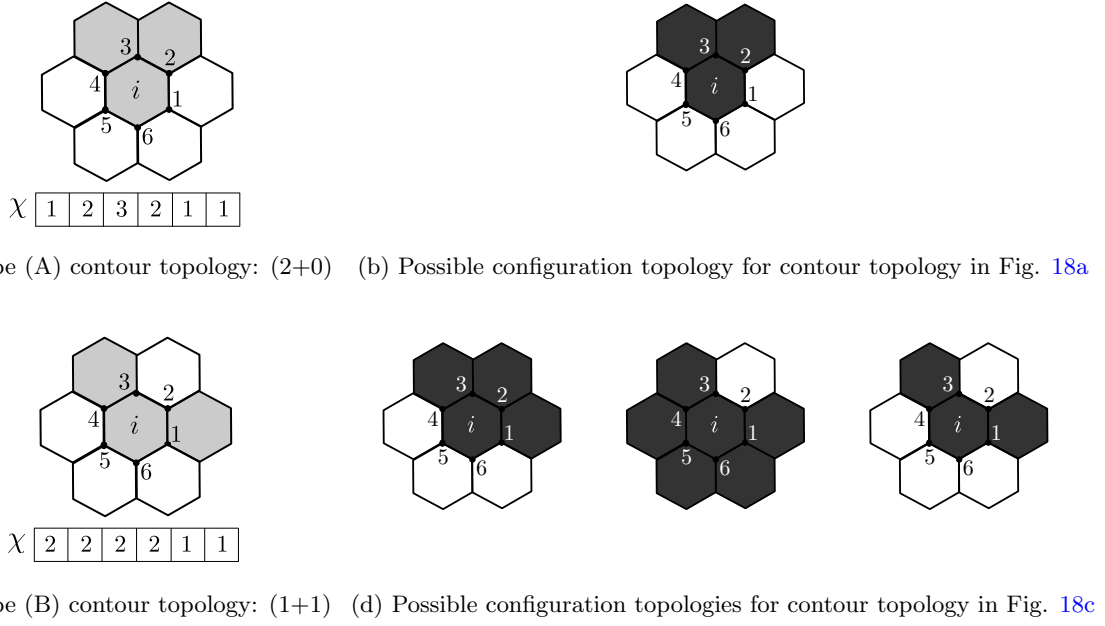 3 2
4 i 1
5 6
χ 1 2 3 2 1 1
3 2
4 i 1
5 6
(A) contour topology: (2+0)
(b) Possible configuration topology for contour topology in Fig. 18a
3 2
4 i 1
5 6
χ 2 2 2 2 1 1
3 2
4 i 1
5 6
3 2
4 i 1
5 6
3 2
4 i 1
5 6
(B) contour topology: (1+1)
(d) Possible configuration topologies for contour topology in Fig. 18c